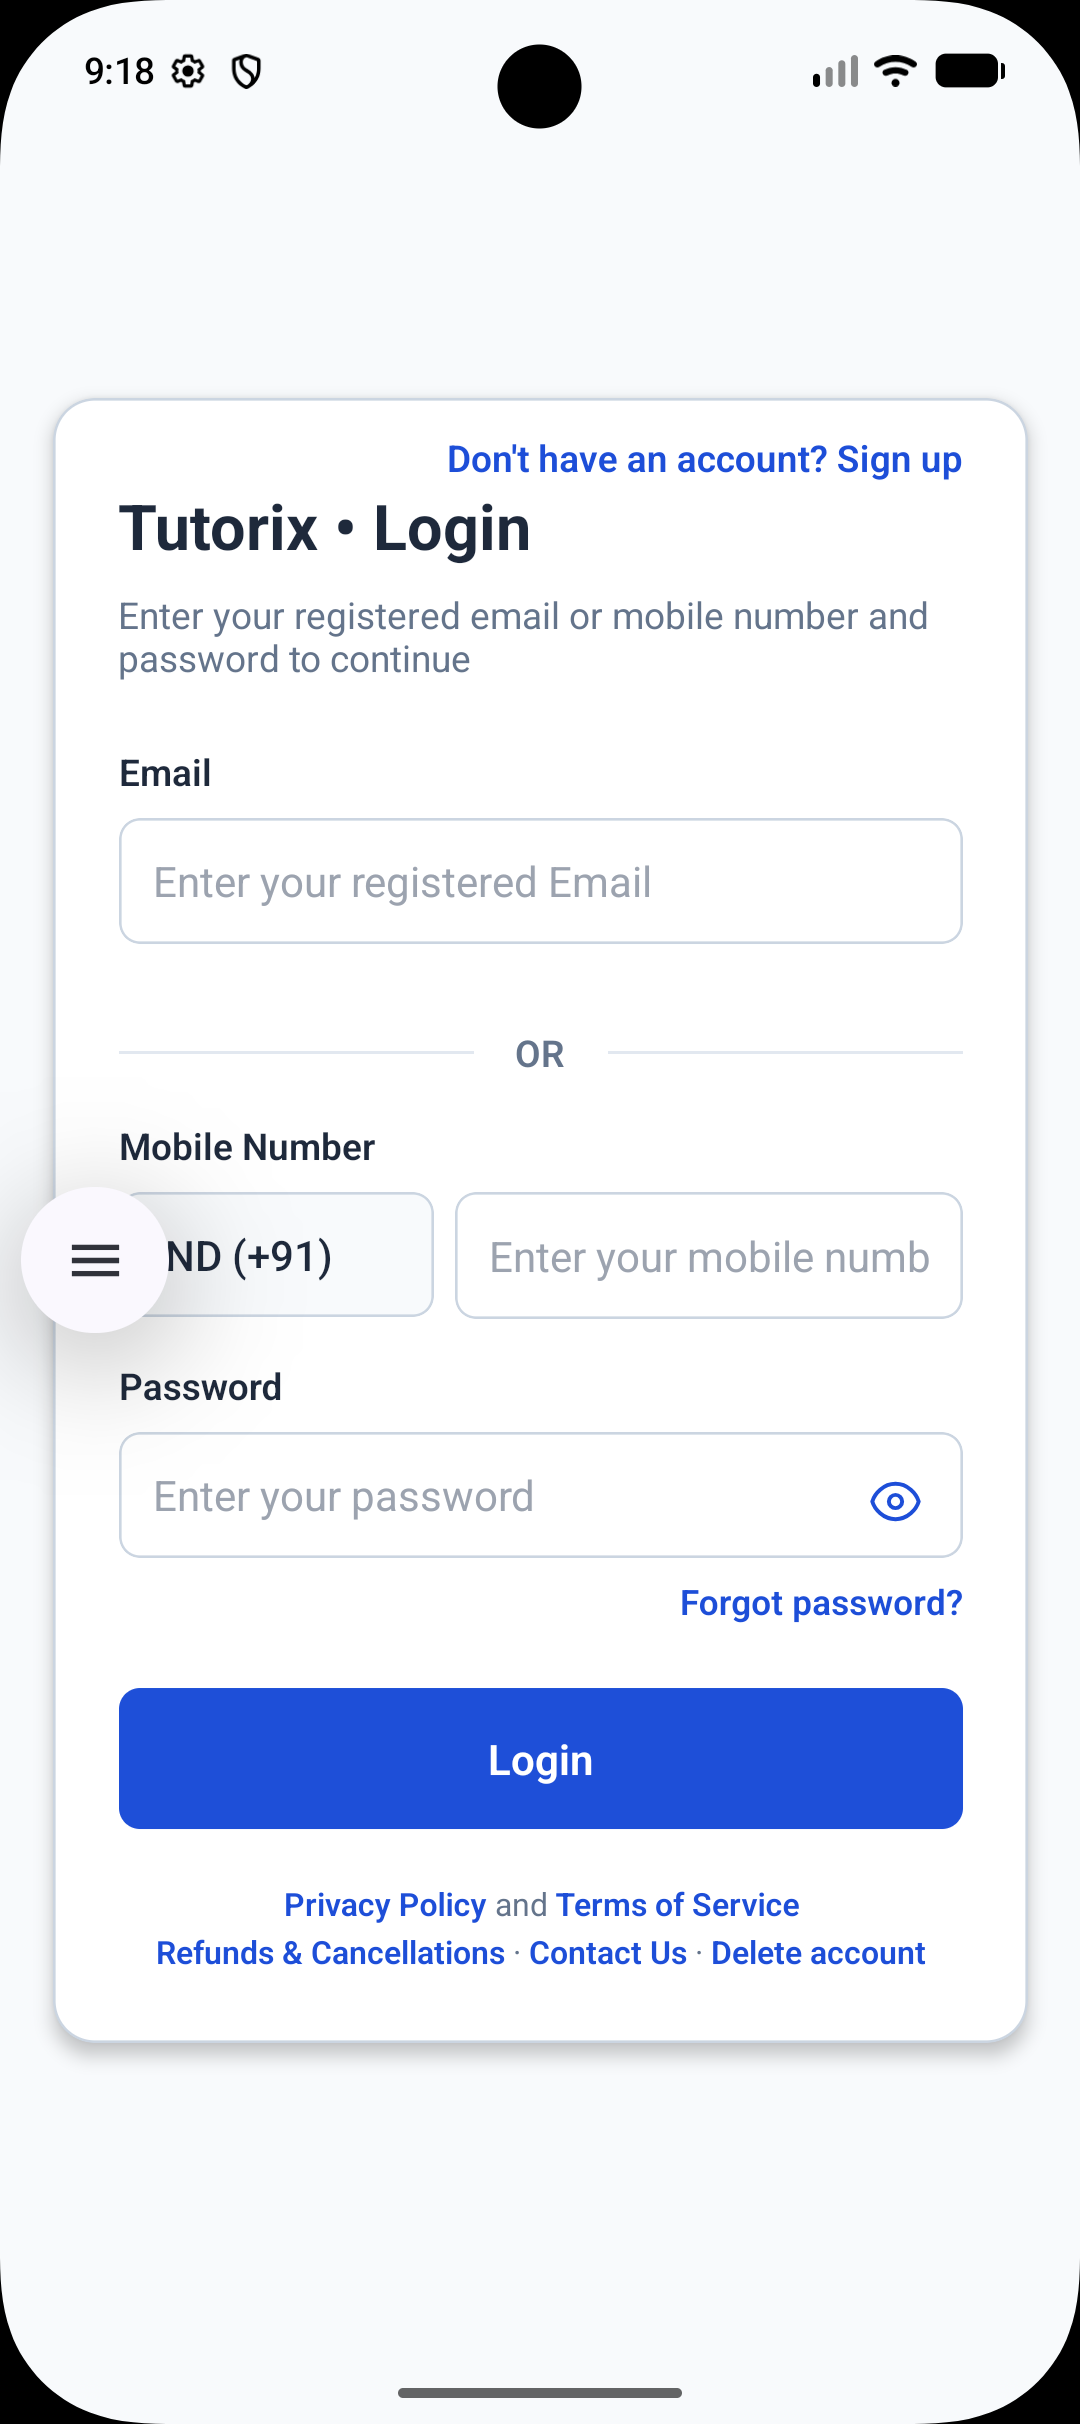 9:18
Don't have an account? Sign up
Tutorix • Login
Enter your registered email or mobile number and
password to continue
Email
Enter your registered Email
OR
Mobile Number
ND (+91)
Enter your mobile numb
Password
Enter your password
Forgot password?
Login
Privacy Policy and Terms of Service
Refunds & Cancellations · Contact Us · Delete account